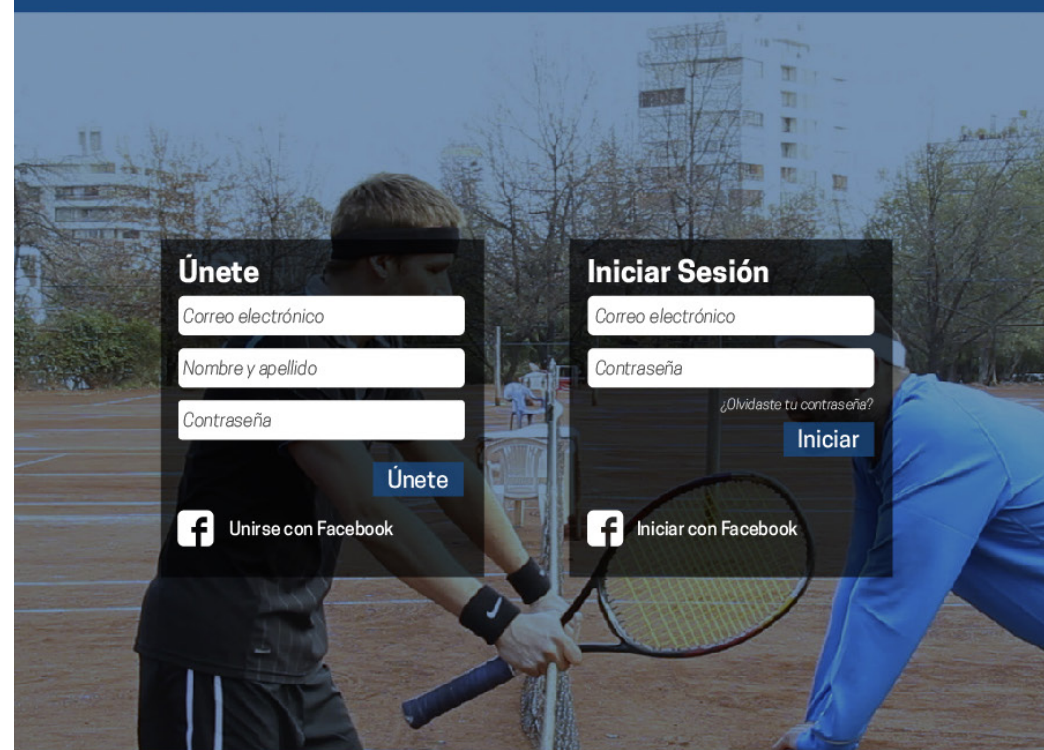 Únete
Correo electrónico
Nombre y apellido
Contraseña
Únete
Unirse con Facebook
Iniciar Sesión
Correo electrónico
Contraseña
¿Olvidaste tu contraseña?
Iniciar
Iniciar con Facebook